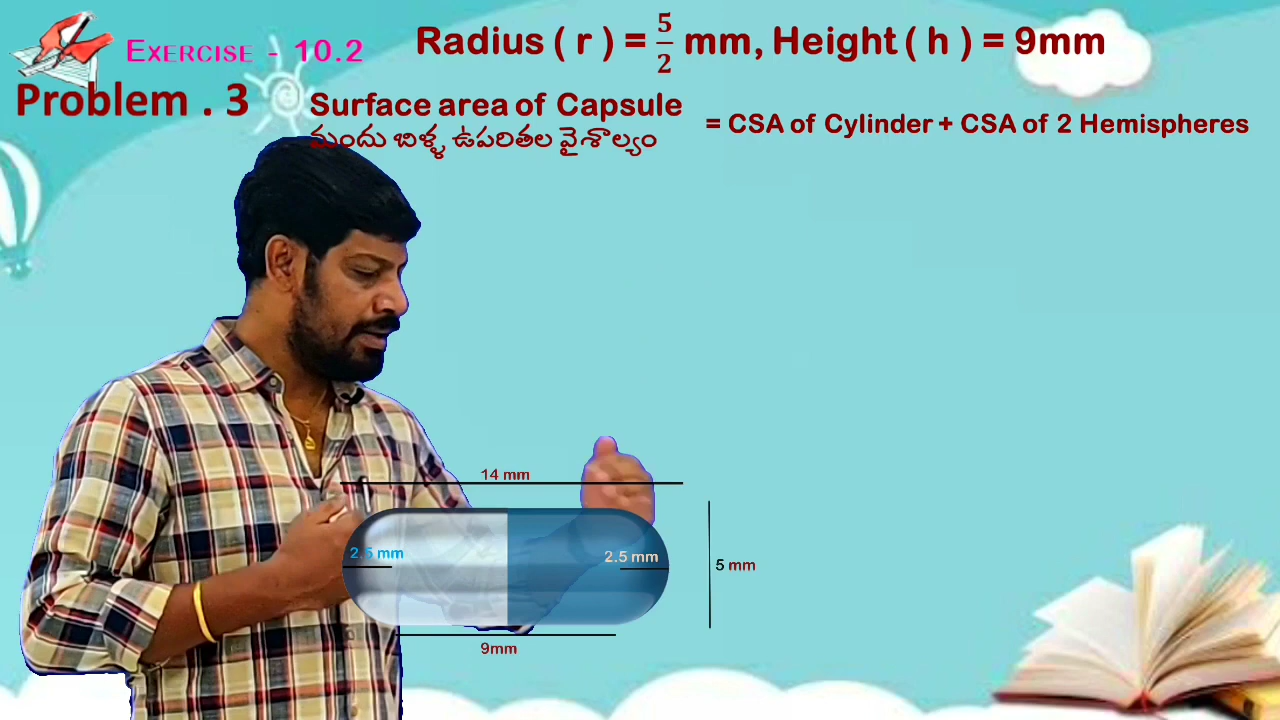 EXERCISE - 10.2
Radius ( r ) = 5/2 mm, Height ( h ) = 9mm
Problem . 3
Surface area of Capsule
మందు బిళ్ళ ఉపరితల వైశాల్యం
= CSA of Cylinder + CSA of 2 Hemispheres
14 mm
2.5 mm
2.5 mm
5 mm
9mm